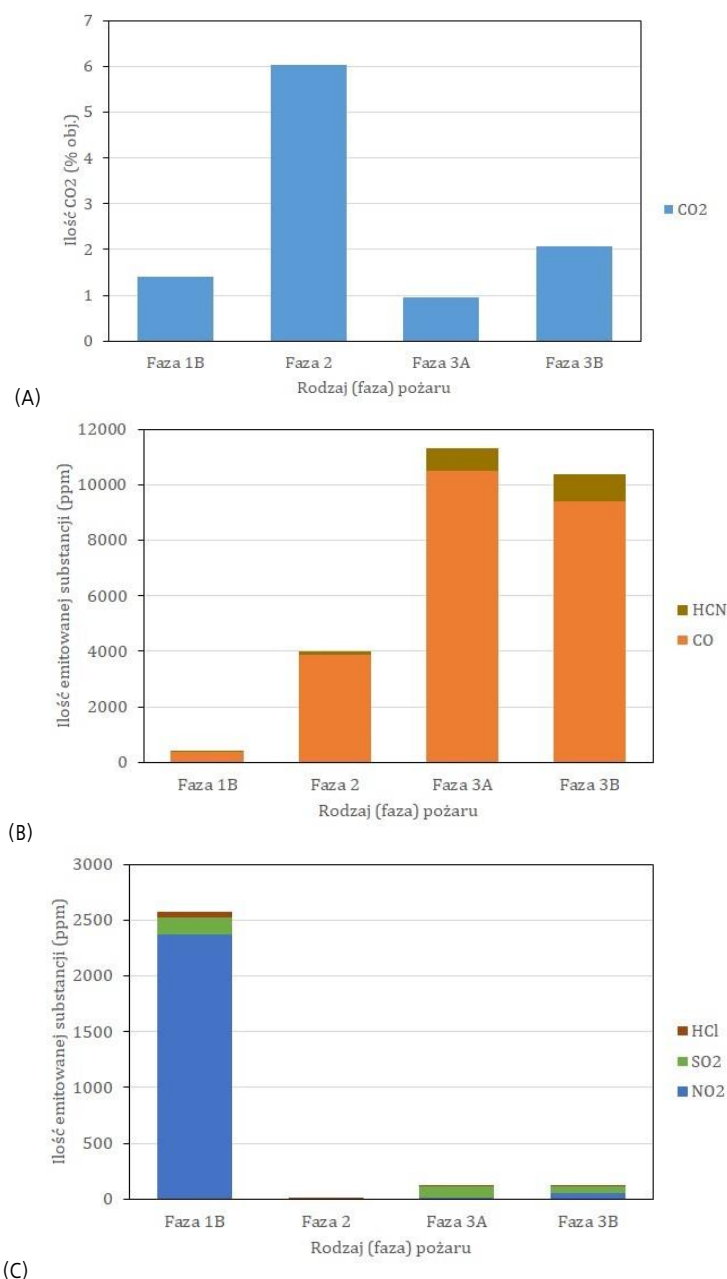 7
6
5
4
3
2
1
0
Ilość CO2 (% obj.)
Faza 1B Faza 2 Faza 3A Faza 3B
Rodzaj (faza) pożaru
CO2
(A)
12000
10000
8000
6000
4000
2000
0
Ilość emitowanej substancji (ppm)
Faza 1B Faza 2 Faza 3A Faza 3B
Rodzaj (faza) pożaru
HCN
CO
(B)
3000
2500
2000
1500
1000
500
0
Ilość emitowanej substancji (ppm)
Faza 1B Faza 2 Faza 3A Faza 3B
Rodzaj (faza) pożaru
HCl
SO2
NO2
(C)